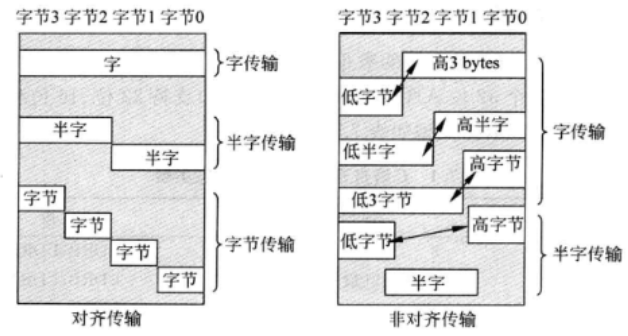 字节3 字节2 字节1 字节0
字
字传输
半字
半字
半字传输
字节
字节
字节
字节
字节传输
对齐传输
字节3 字节2 字节1 字节0
高3 bytes
低字节
高半字
低半字
高字节
低3字节
字传输
高字节
低字节
半字
半字传输
非对齐传输